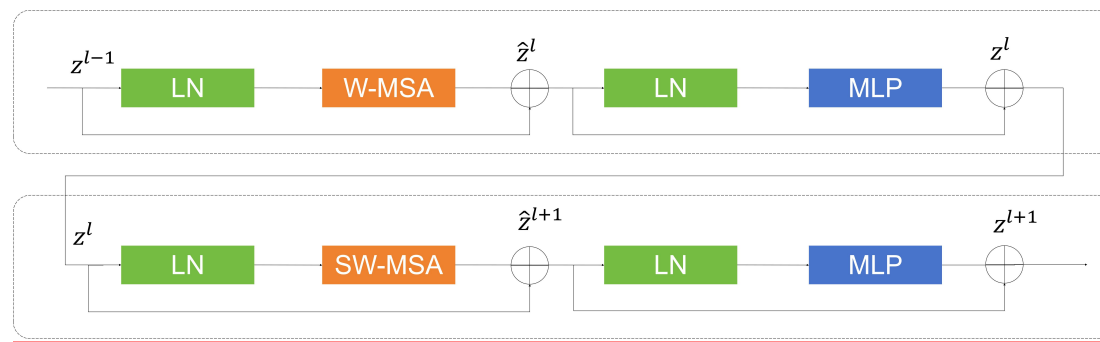 z^{l-1} ẑ^l z^l
LN W-MSA LN MLP
z^l ẑ^{l+1} z^{l+1}
LN SW-MSA LN MLP